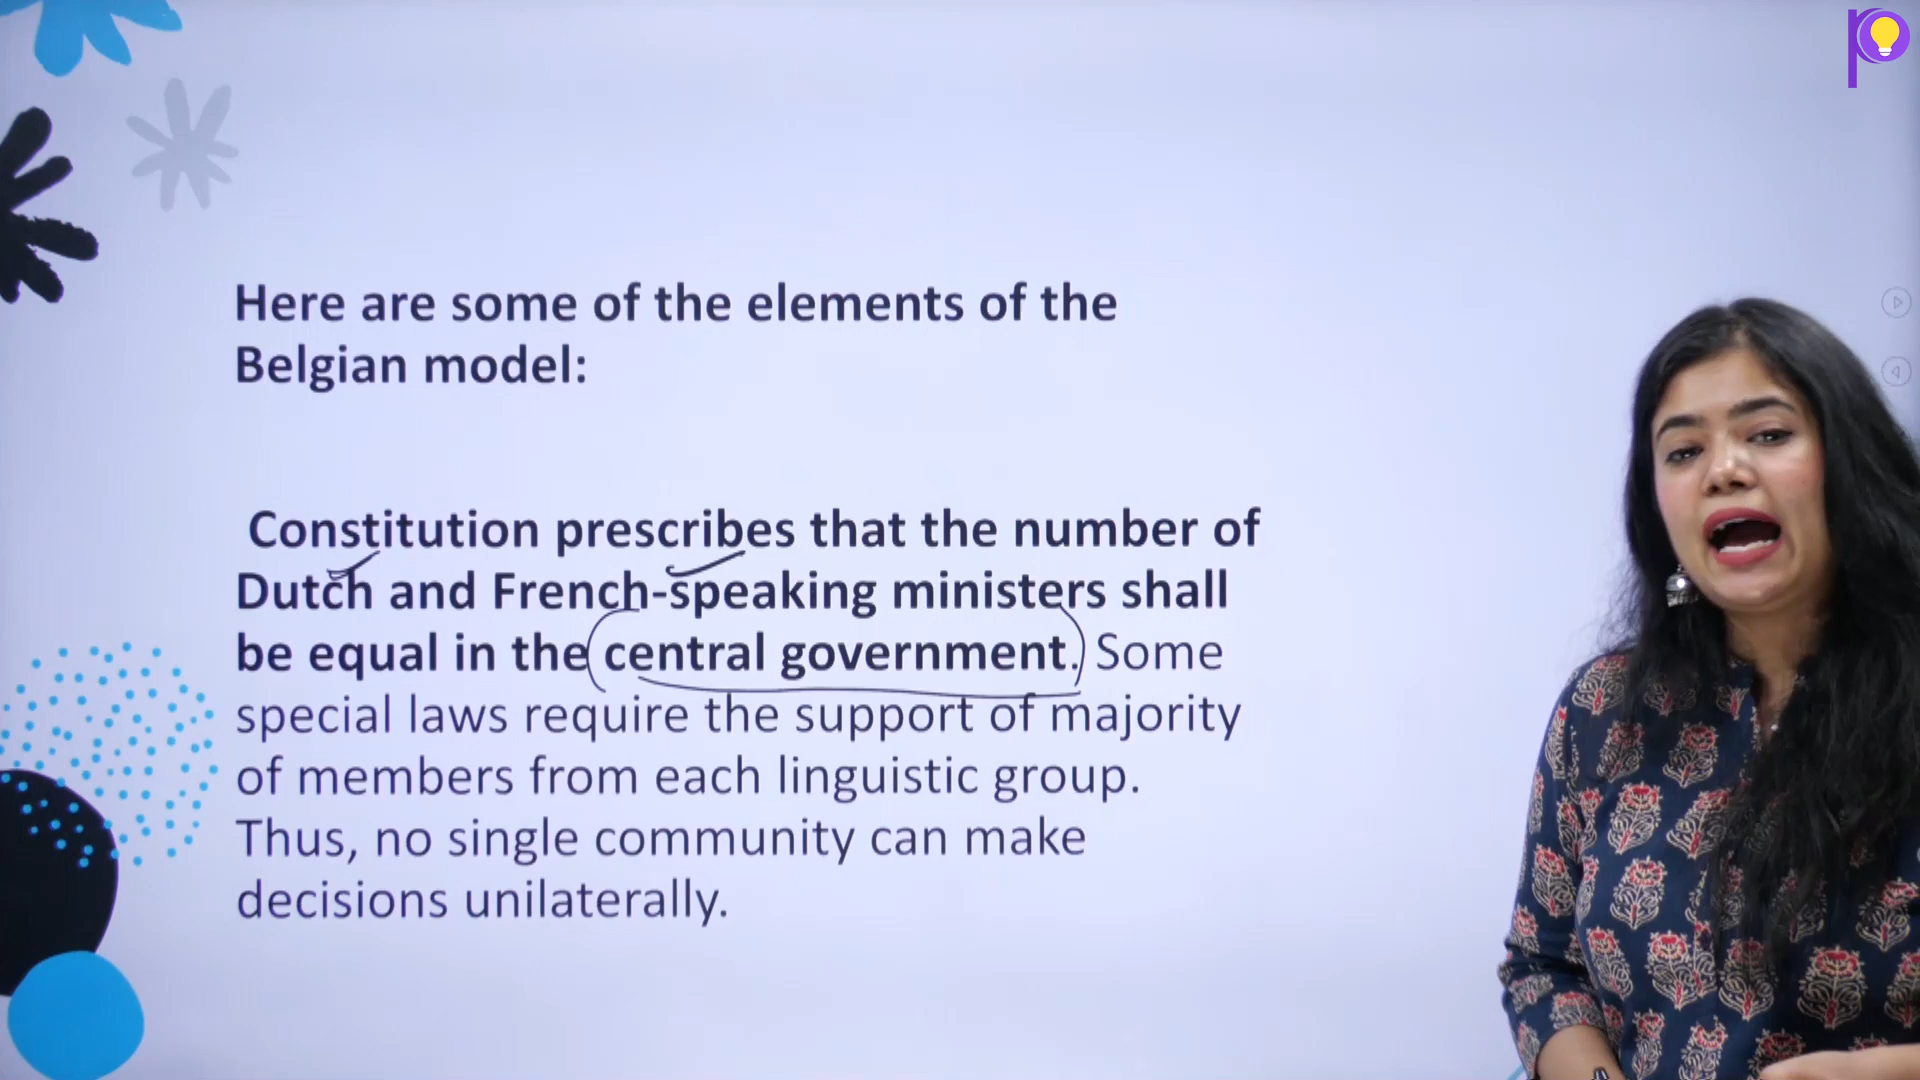 Here are some of the elements of the
Belgian model:
Constitution prescribes that the number of
Dutch and French-speaking ministers shall
be equal in the central government. Some
special laws require the support of majority
of members from each linguistic group.
Thus, no single community can make
decisions unilaterally.